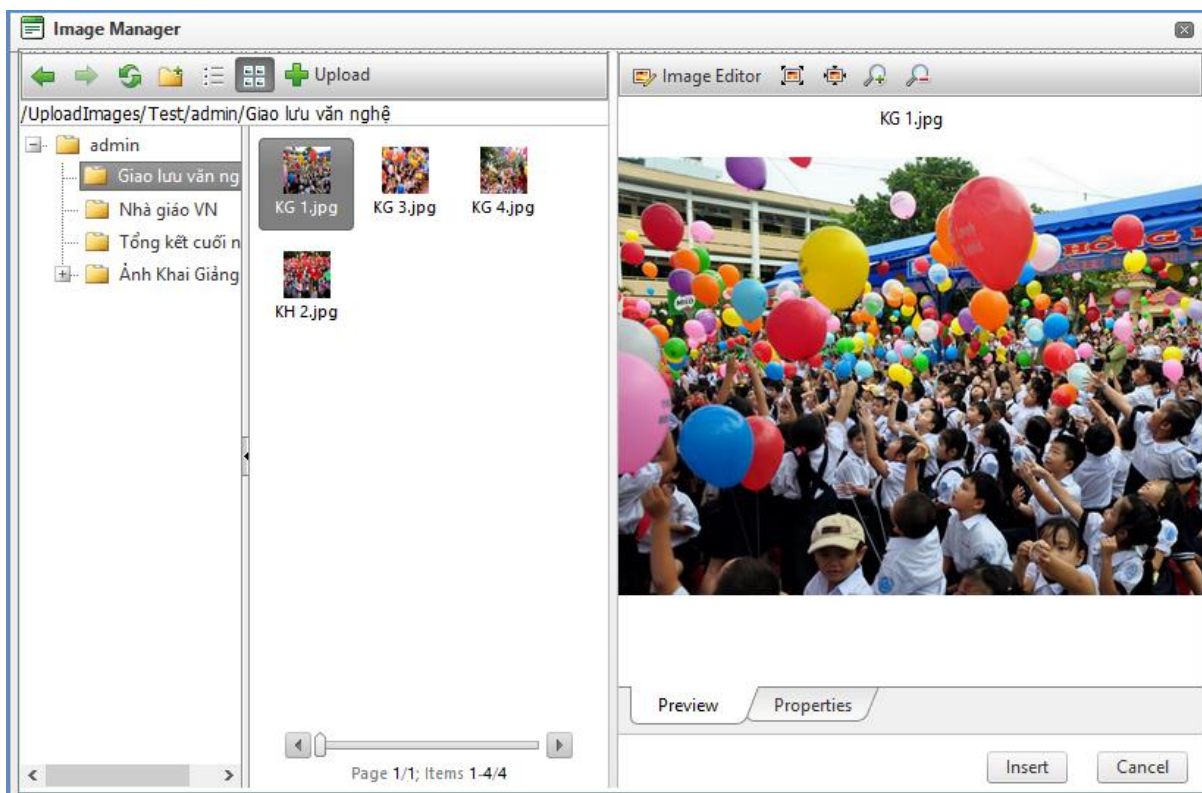 Image Manager
Upload
Image Editor
/UploadImages/Test/admin/Giao lưu văn nghệ
KG 1.jpg
admin
Giao lưu văn ng
Nhà giáo VN
Tổng kết cuối n
Ảnh Khai Giảng
KG 1.jpg
KG 3.jpg
KG 4.jpg
KH 2.jpg
MILO
Preview
Properties
Page 1/1; Items 1-4/4
Insert
Cancel